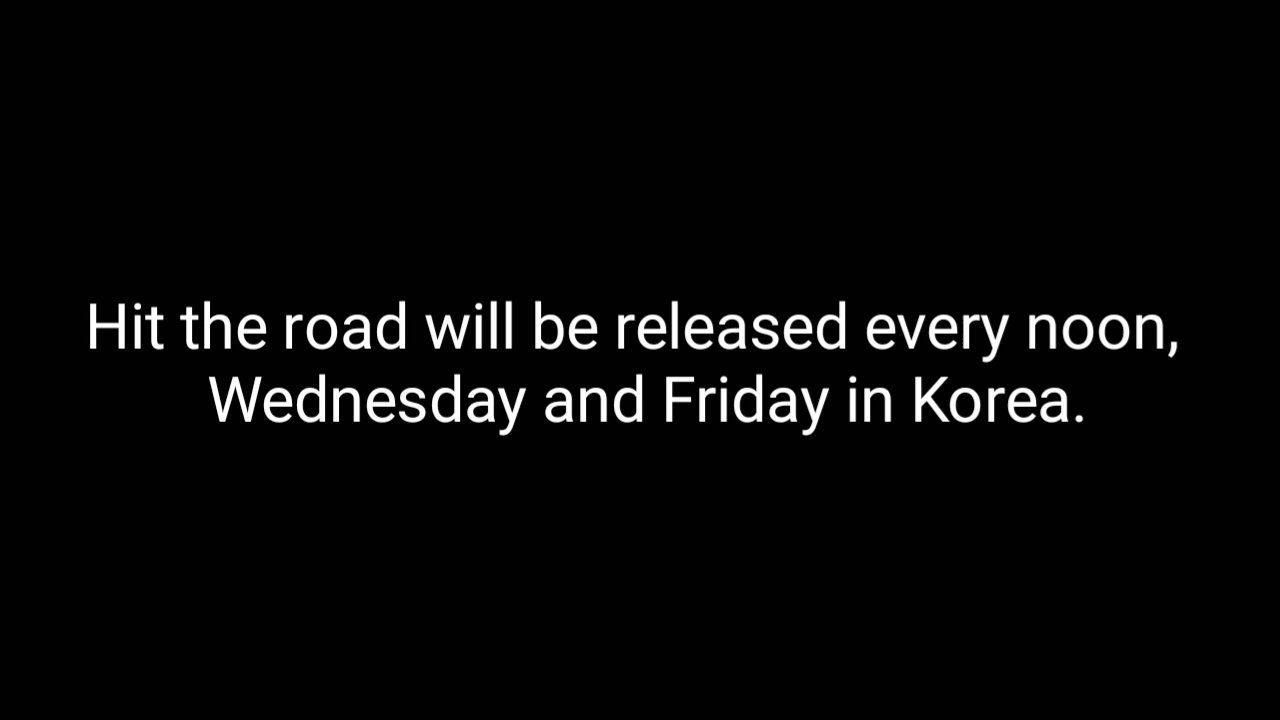 Hit the road will be released every noon,
Wednesday and Friday in Korea.